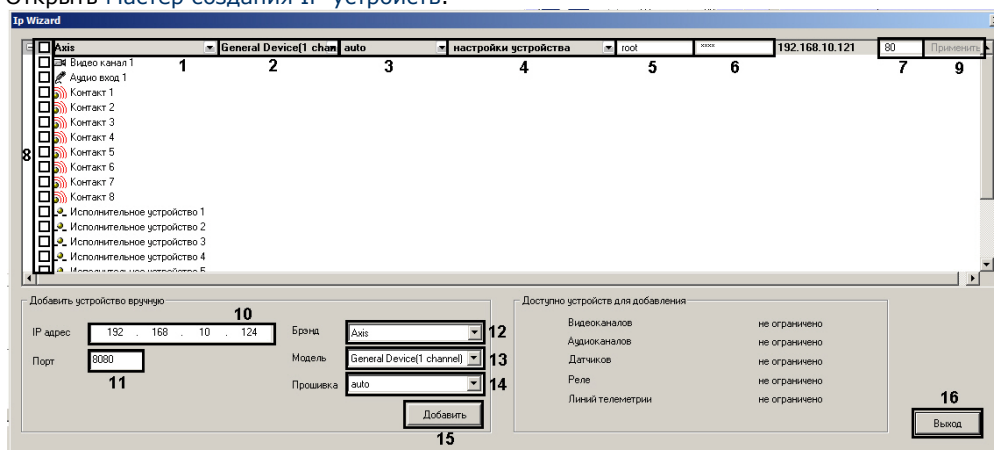 Открыть Мастер создания IP-устройств.
Ip Wizard
Axis General Device(1 chan auto настройки устройства root **** 192.168.10.121 80 Применить
Видео канал 1 1 2 3 4 5 6 7 9
Аудио вход 1
Контакт 1
Контакт 2
Контакт 3
Контакт 4
8 Контакт 5
Контакт 6
Контакт 7
Контакт 8
Исполнительное устройство 1
Исполнительное устройство 2
Исполнительное устройство 3
Исполнительное устройство 4
Исполнительное устройство 5
Добавить устройство вручную
10
IP адрес 192 . 168 . 10 . 124
Порт 8080
11
Брэнд Axis 12
Модель General Device(1 channel) 13
Прошивка auto 14
Добавить
15
Доступно устройств для добавления
Видеоканалов не ограничено
Аудиоканалов не ограничено
Датчиков не ограничено
Реле не ограничено
Линий телеметрии не ограничено
16
Выход